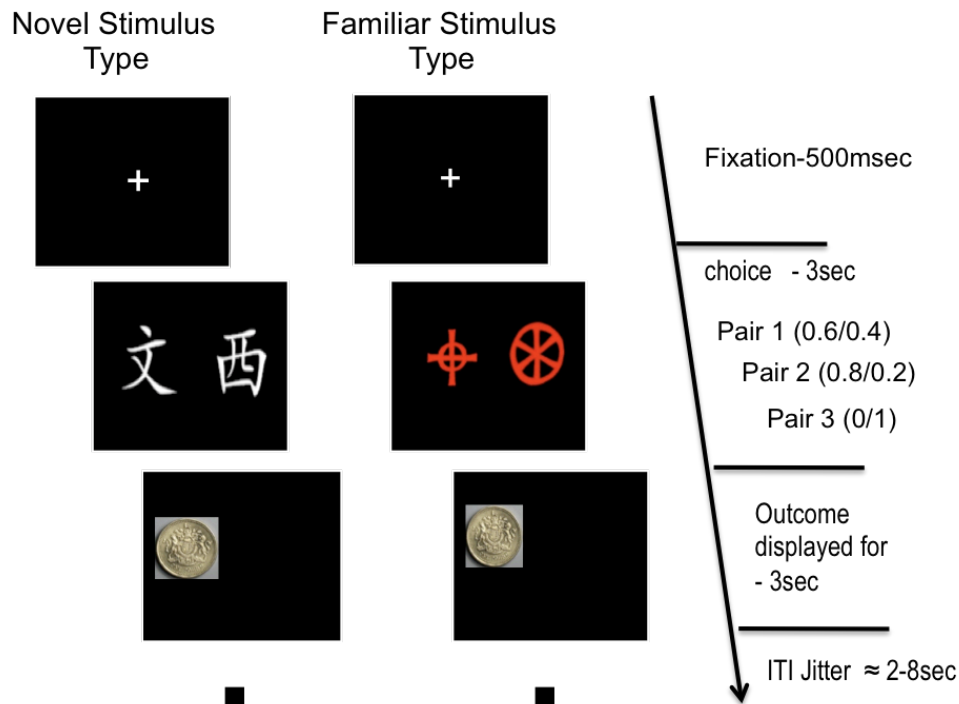 Novel Stimulus
Type
Familiar Stimulus
Type
Fixation-500msec
choice - 3sec
文 西
Pair 1 (0.6/0.4)
Pair 2 (0.8/0.2)
Pair 3 (0/1)
Outcome
displayed for
- 3sec
ITI Jitter ≈ 2-8sec